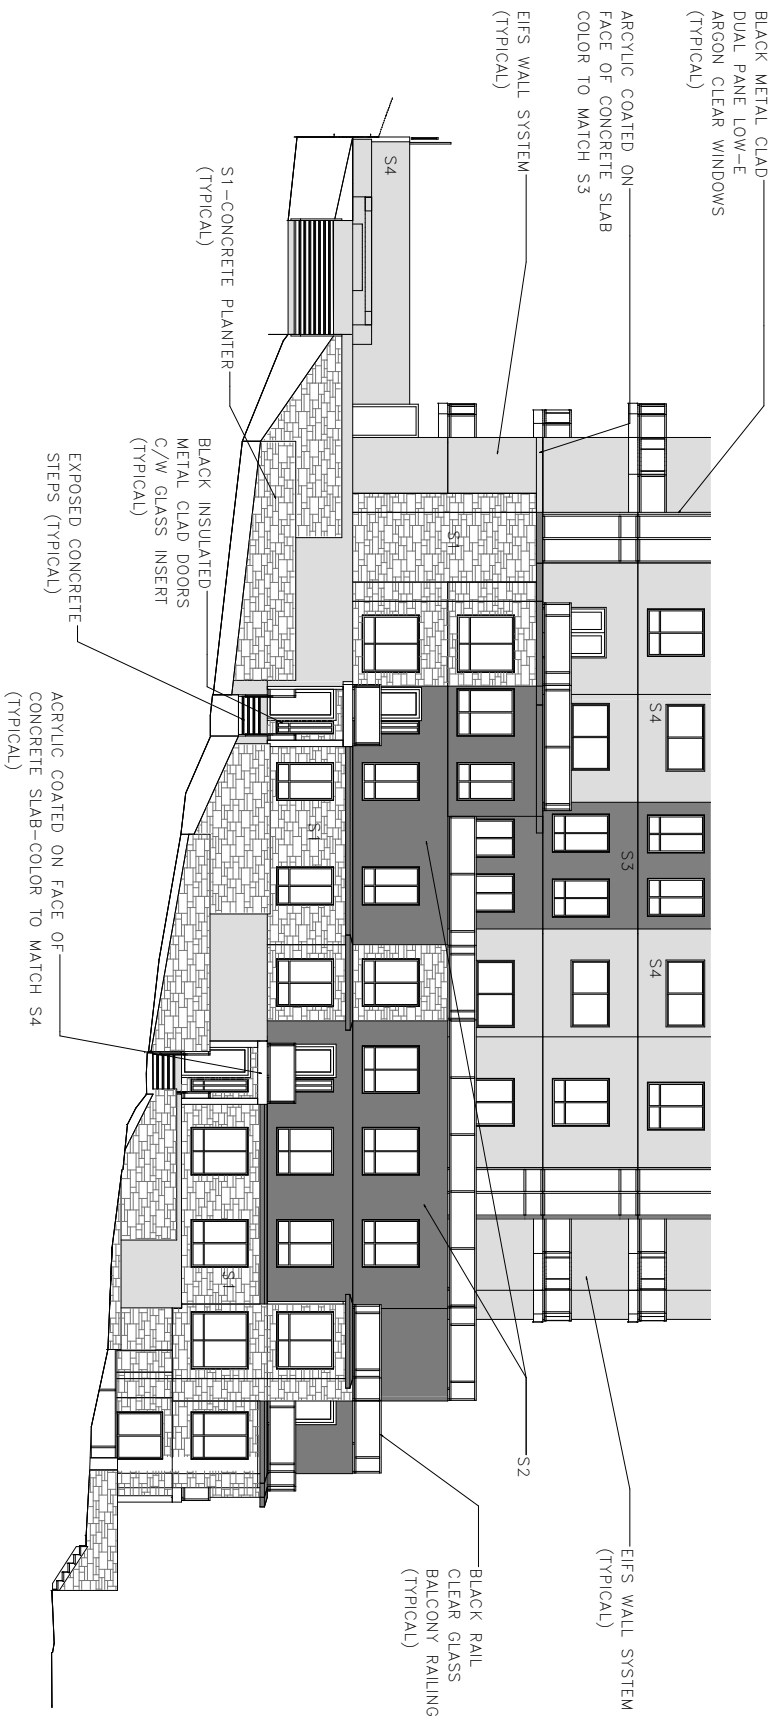 BLACK METAL CLAD
DUAL PANE LOW-E
ARGON CLEAR WINDOWS
(TYPICAL)
ARCYLIC COATED ON
FACE OF CONCRETE SLAB
COLOR TO MATCH S3
EIFS WALL SYSTEM
(TYPICAL)
S4
S1-CONCRETE PLANTER
(TYPICAL)
BLACK INSULATED
METAL CLAD DOORS
C/W GLASS INSERT
(TYPICAL)
EXPOSED CONCRETE
STEPS (TYPICAL)
ACRYLIC COATED ON FACE OF
CONCRETE SLAB-COLOR TO MATCH S4
(TYPICAL)
S1
S4
S3
S4
S1
S1
S2
EIFS WALL SYSTEM
(TYPICAL)
BLACK RAIL
CLEAR GLASS
BALCONY RAILING
(TYPICAL)